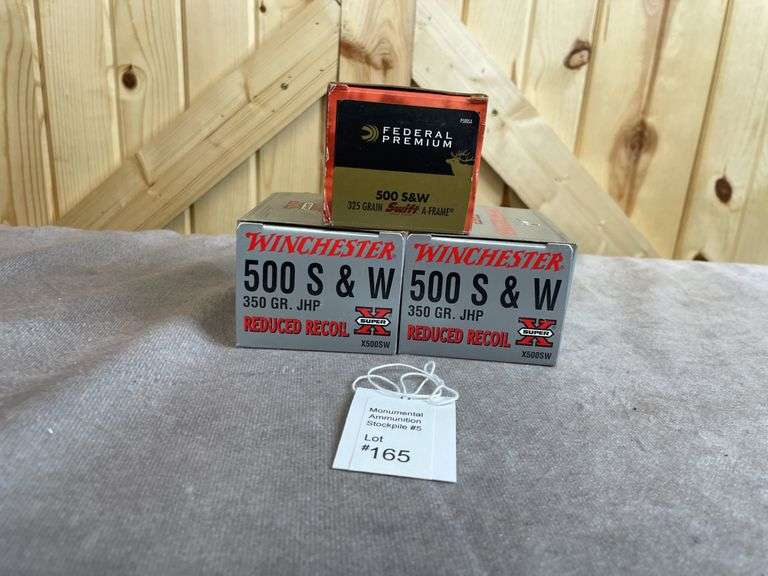 FEDERAL
PREMIUM
500 S&W
325 GRAIN Swift A-FRAME
WINCHESTER
500 S & W
350 GR. JHP
REDUCED RECOIL
SUPER X
X500SW
WINCHESTER
500 S & W
350 GR. JHP
REDUCED RECOIL
SUPER X
X500SW
Monumental
Ammunition
Stockpile #5
Lot
#165